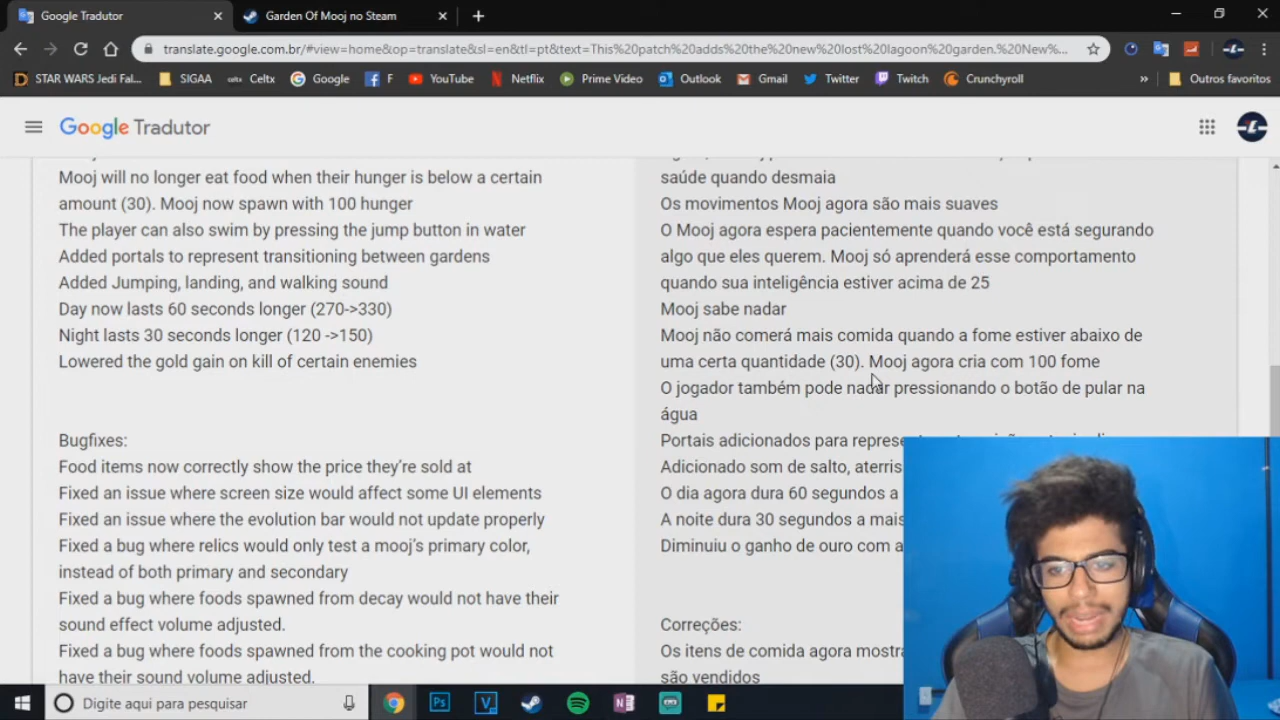 Google Tradutor
Garden Of Mooj no Steam
translate.google.com.br/#view=home&op=translate&sl=en&tl=pt&text=This%20patch%20adds%20the%20new%20lost%20lagoon%20garden.%20New%...
STAR WARS Jedi Fal...
SIGAA
Celtx
Google
F
YouTube
Netflix
Prime Video
Outlook
Gmail
Twitter
Twitch
Crunchyroll
»
Outros favoritos
Google Tradutor
Mooj will no longer eat food when their hunger is below a certain
amount (30). Mooj now spawn with 100 hunger
The player can also swim by pressing the jump button in water
Added portals to represent transitioning between gardens
Added Jumping, landing, and walking sound
Day now lasts 60 seconds longer (270->330)
Night lasts 30 seconds longer (120 ->150)
Lowered the gold gain on kill of certain enemies
Bugfixes:
Food items now correctly show the price they're sold at
Fixed an issue where screen size would affect some UI elements
Fixed an issue where the evolution bar would not update properly
Fixed a bug where relics would only test a mooj's primary color,
instead of both primary and secondary
Fixed a bug where foods spawned from decay would not have their
sound effect volume adjusted.
Fixed a bug where foods spawned from the cooking pot would not
have their sound volume adjusted.
saúde quando desmaia
Os movimentos Mooj agora são mais suaves
O Mooj agora espera pacientemente quando você está segurando
algo que eles querem. Mooj só aprenderá esse comportamento
quando sua inteligência estiver acima de 25
Mooj sabe nadar
Mooj não comerá mais comida quando a fome estiver abaixo de
uma certa quantidade (30). Mooj agora cria com 100 fome
O jogador também pode nadar pressionando o botão de pular na
água
Portais adicionados para
Adicionado som de salto,
O dia agora dura 60 segundos a
A noite dura 30 segundos a mais
Diminuiu o ganho de ouro com a
Correções:
Os itens de comida agora
são vendidos
Digite aqui para pesquisar